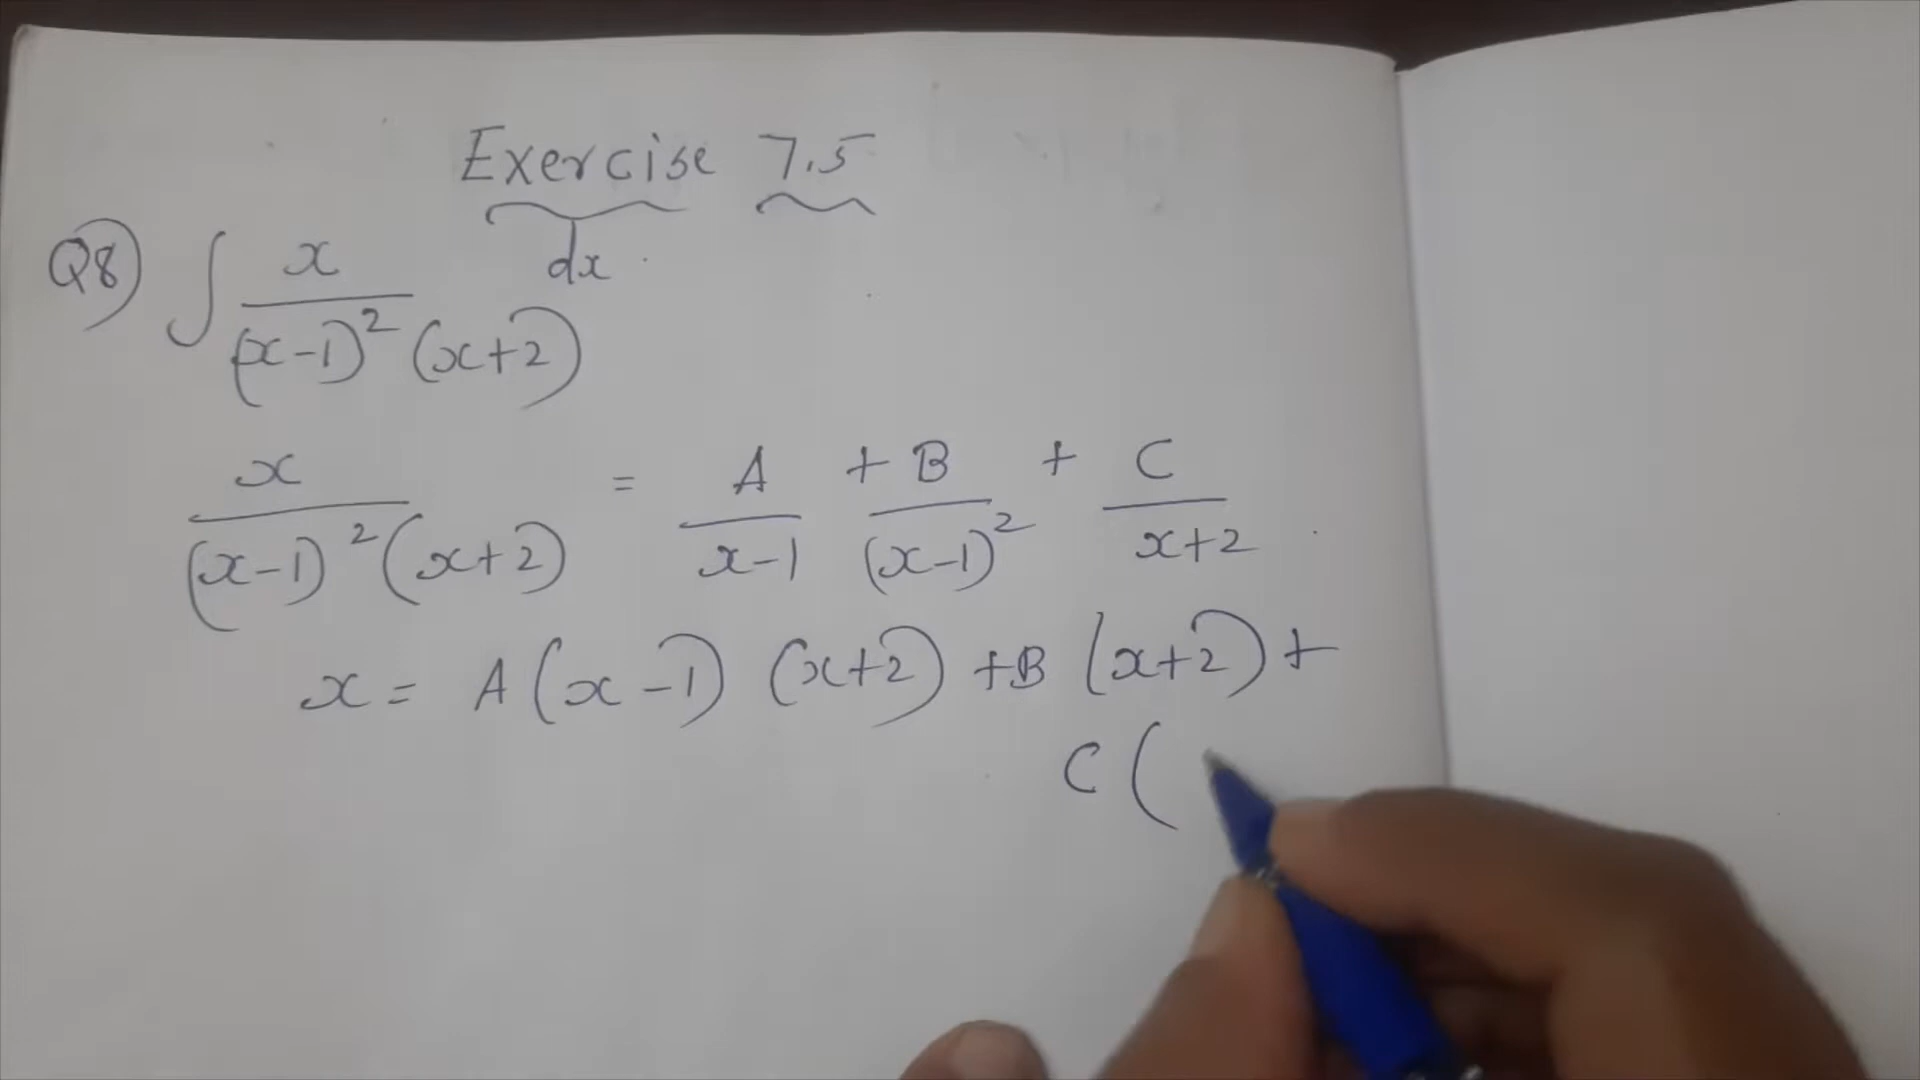 Exercise 7.5
Q8) ∫ x / (x-1)² (x+2) dx
x / (x-1)² (x+2) = A / x-1 + B / (x-1)² + C / x+2
x = A (x-1) (x+2) + B (x+2) +
C (